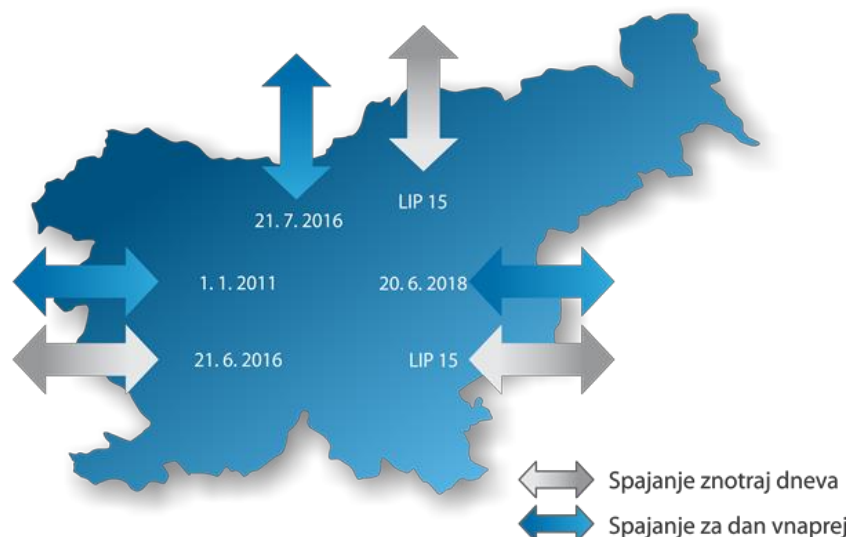 LIP 15
21. 7. 2016
1. 1. 2011
20. 6. 2018
21. 6. 2016
LIP 15
Spajanje znotraj dneva
Spajanje za dan vnaprej